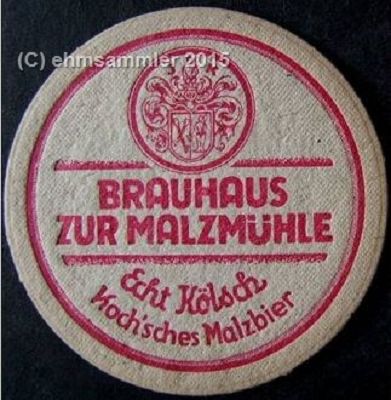 (C) ehmsammler 2015
BRAUHAUS
ZUR MALZMÜHLE
Echt Kölsch
Koch'sches Malzbier